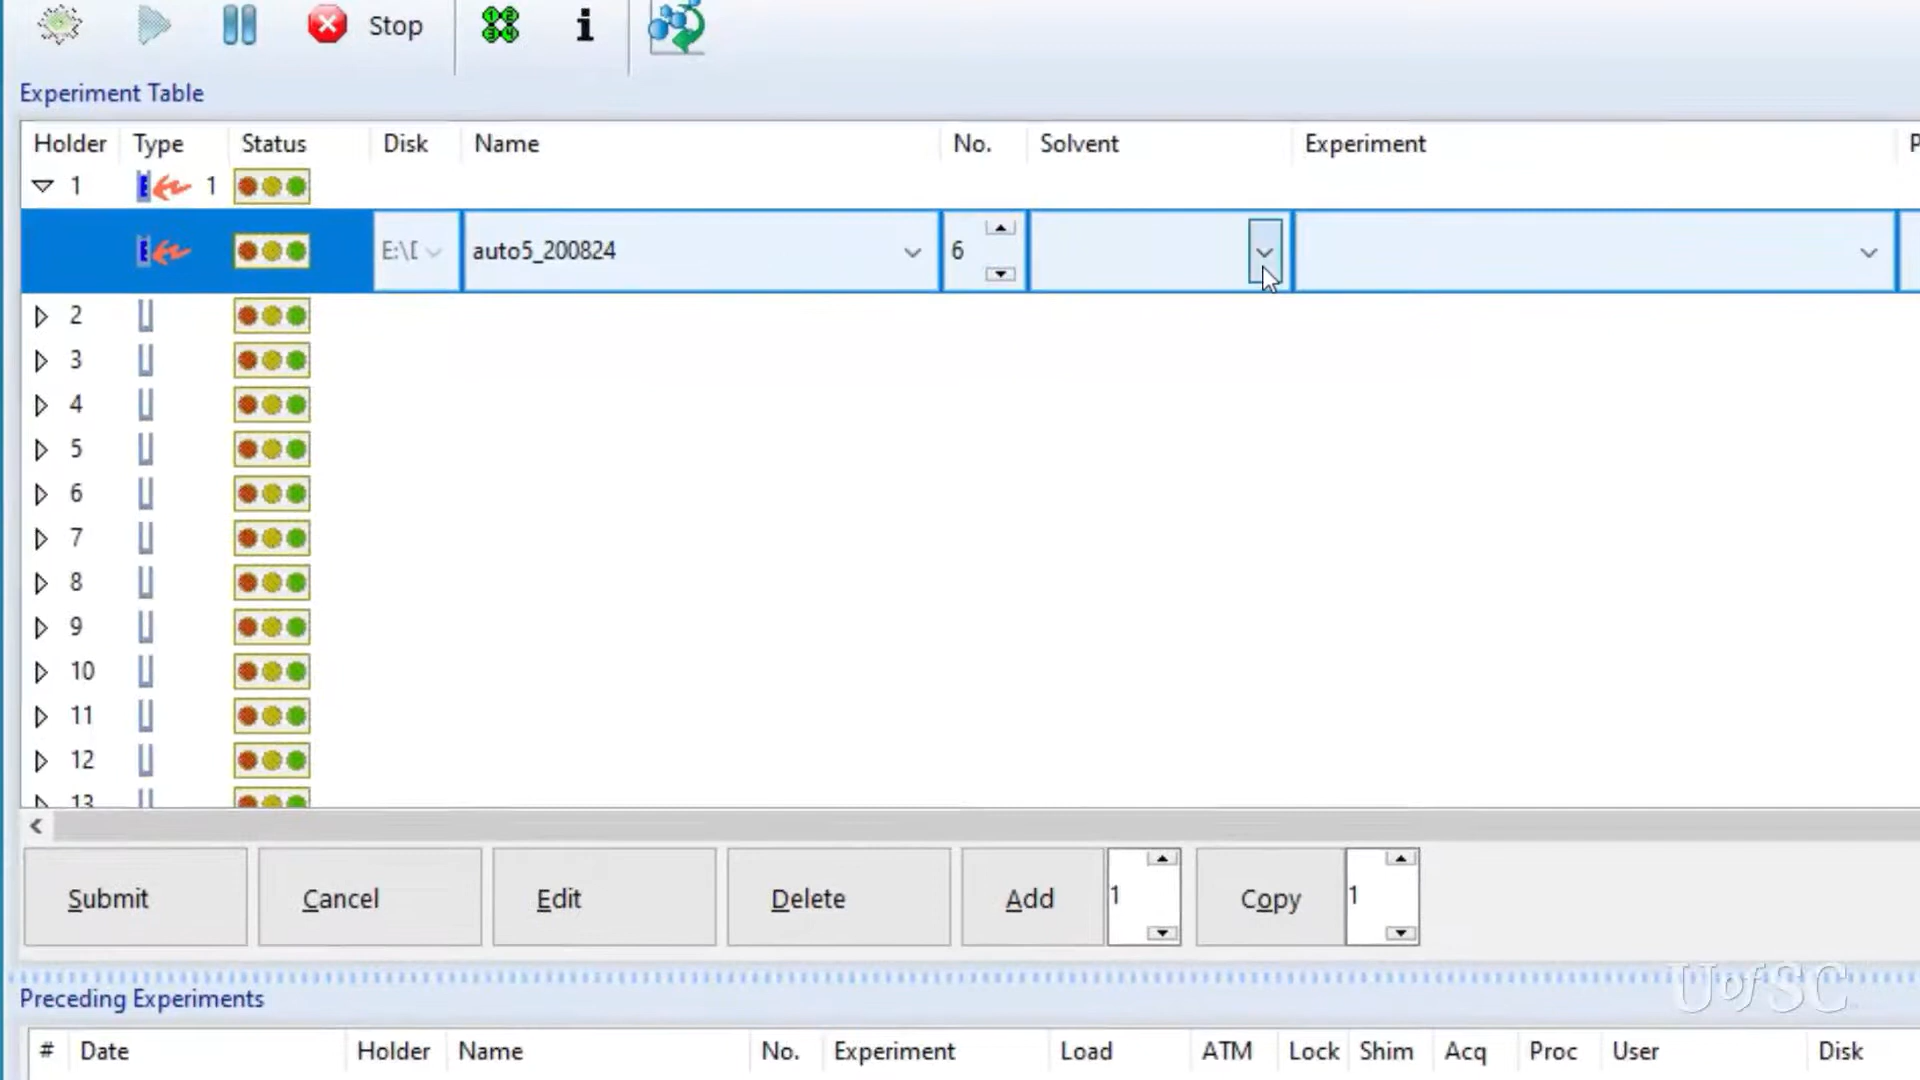 Stop
Experiment Table
Holder Type Status Disk Name No. Solvent Experiment P
1 1
E:\[ auto5_200824 6
2
3
4
5
6
7
8
9
10
11
12
13
Submit Cancel Edit Delete Add 1 Copy 1
UofSC
Preceding Experiments
# Date Holder Name No. Experiment Load ATM Lock Shim Acq Proc User Disk